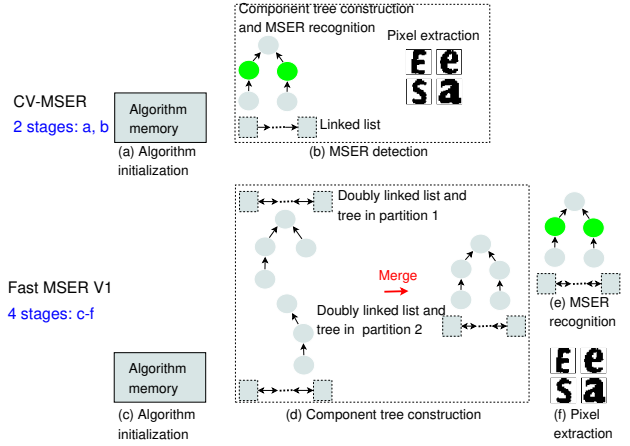 Component tree construction
and MSER recognition
Pixel extraction
E e
S a
CV-MSER
2 stages: a, b
Algorithm
memory
Linked list
(a) Algorithm
initialization
(b) MSER detection
Doubly linked list and
tree in partition 1
Merge
Fast MSER V1
4 stages: c-f
Doubly linked list and
tree in partition 2
(e) MSER
recognition
Algorithm
memory
E e
S a
(c) Algorithm
initialization
(d) Component tree construction
(f) Pixel
extraction